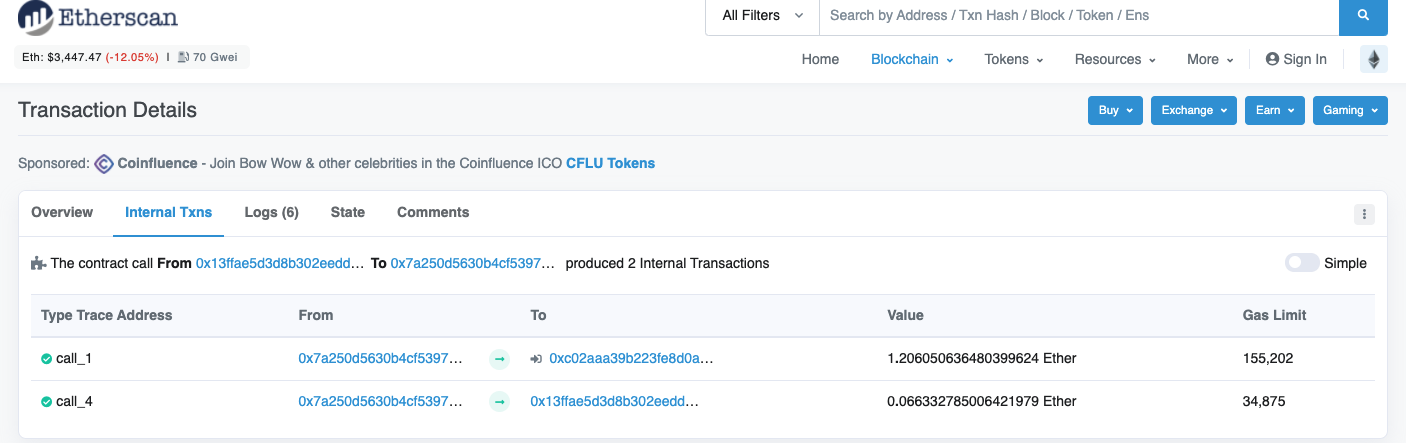 Etherscan
All Filters Search by Address / Txn Hash / Block / Token / Ens
Eth: $3,447.47 (-12.05%) | 70 Gwei
Home Blockchain Tokens Resources More Sign In
Transaction Details
Buy Exchange Earn Gaming
Sponsored: Coinfluence - Join Bow Wow & other celebrities in the Coinfluence ICO CFLU Tokens
Overview Internal Txns Logs (6) State Comments
The contract call From 0x13ffae5d3d8b302eedd... To 0x7a250d5630b4cf5397... produced 2 Internal Transactions
Simple
Type Trace Address From To Value Gas Limit
call_1 0x7a250d5630b4cf5397... 0xc02aaa39b223fe8d0a... 1.206050636480399624 Ether 155,202
call_4 0x7a250d5630b4cf5397... 0x13ffae5d3d8b302eedd... 0.066332785006421979 Ether 34,875